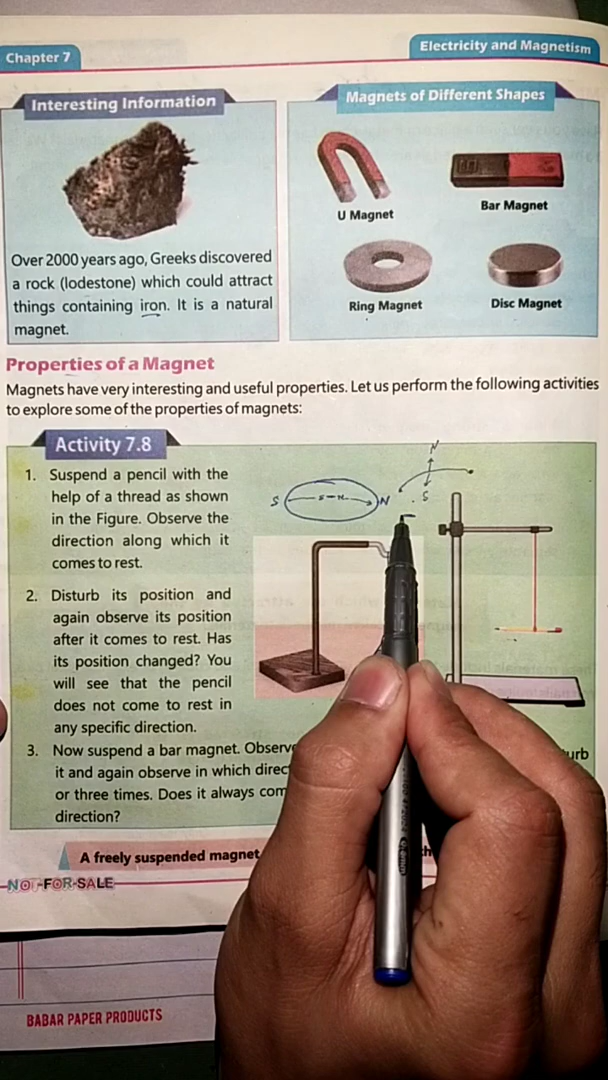 Chapter 7
Electricity and Magnetism
Interesting Information
Over 2000 years ago, Greeks discovered
a rock (lodestone) which could attract
things containing iron. It is a natural
magnet.
Magnets of Different Shapes
U Magnet
Bar Magnet
Ring Magnet
Disc Magnet
Properties of a Magnet
Magnets have very interesting and useful properties. Let us perform the following activities
to explore some of the properties of magnets:
Activity 7.8
1. Suspend a pencil with the
help of a thread as shown
in the Figure. Observe the
direction along which it
comes to rest.
2. Disturb its position and
again observe its position
after it comes to rest. Has
its position changed? You
will see that the pencil
does not come to rest in
any specific direction.
S S-N N
N
S
3. Now suspend a bar magnet. Observe
it and again observe in which direc
or three times. Does it always com
direction?
A freely suspended magnet
NOT FOR SALE
BABAR PAPER PRODUCTS